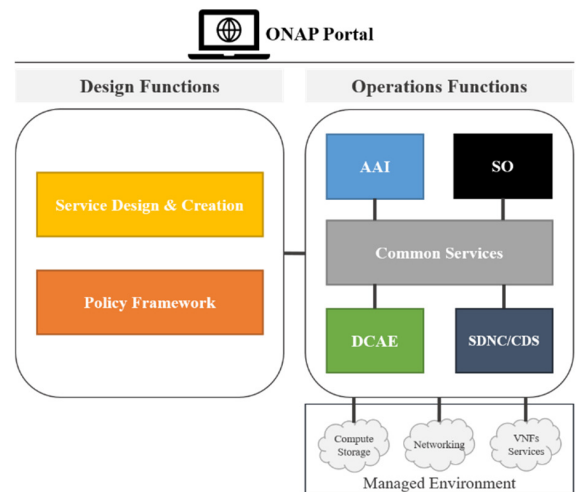 ONAP Portal
Design Functions
Operations Functions
Service Design & Creation
Policy Framework
AAI
SO
Common Services
DCAE
SDNC/CDS
Compute
Storage
Networking
VNFs
Services
Managed Environment